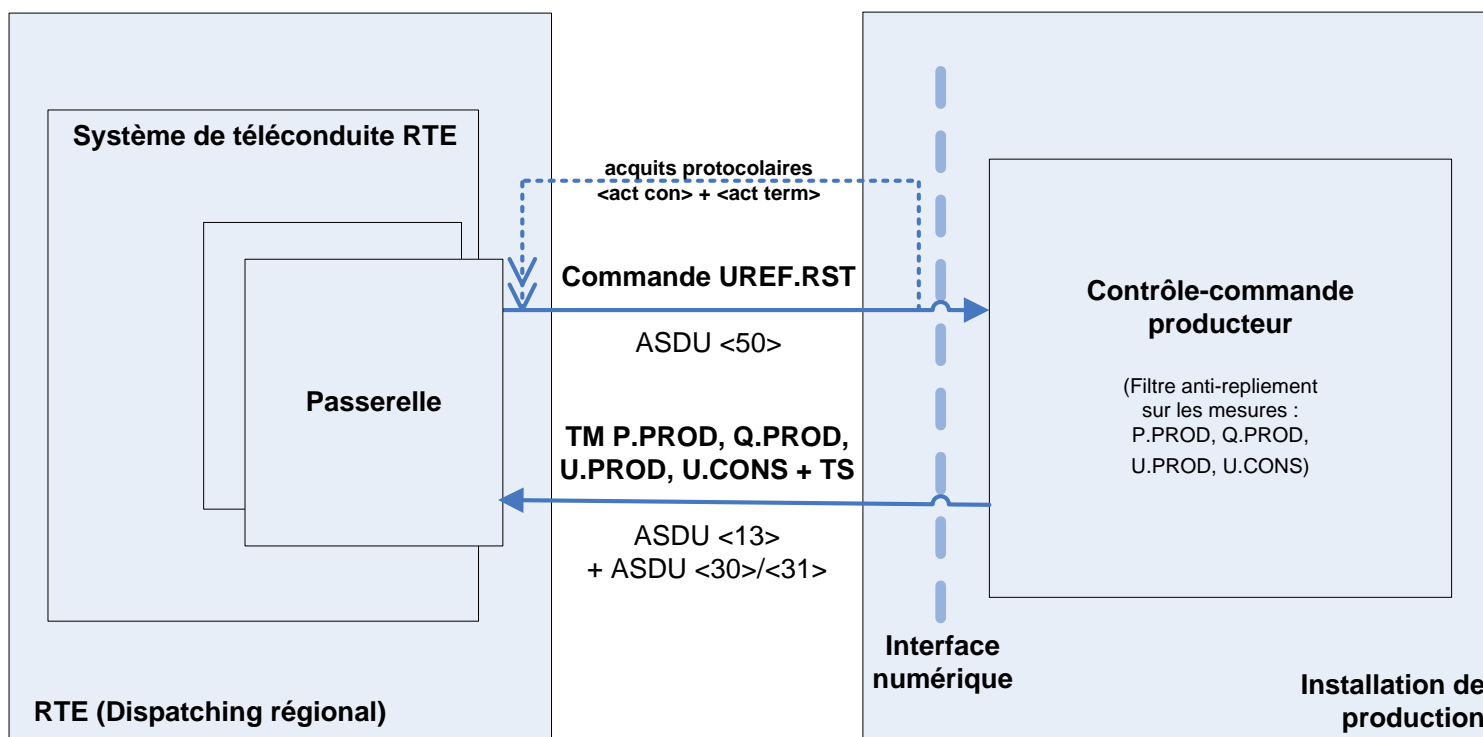 Système de téléconduite RTE
Passerelle
RTE (Dispatching régional)
acquits protocolaires
<act con> + <act term>
Commande UREF.RST
ASDU <50>
TM P.PROD, Q.PROD,
U.PROD, U.CONS + TS
ASDU <13>
+ ASDU <30>/<31>
Interface
numérique
Contrôle-commande
producteur
(Filtre anti-repliement
sur les mesures :
P.PROD, Q.PROD,
U.PROD, U.CONS)
Installation de
production